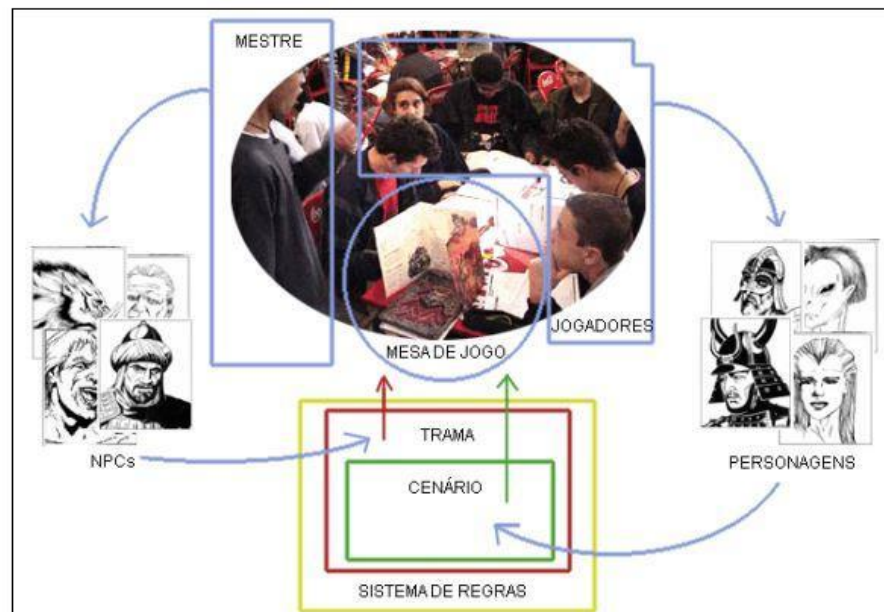 MESTRE
JOGADORES
MESA DE JOGO
NPCs
TRAMA
CENÁRIO
PERSONAGENS
SISTEMA DE REGRAS